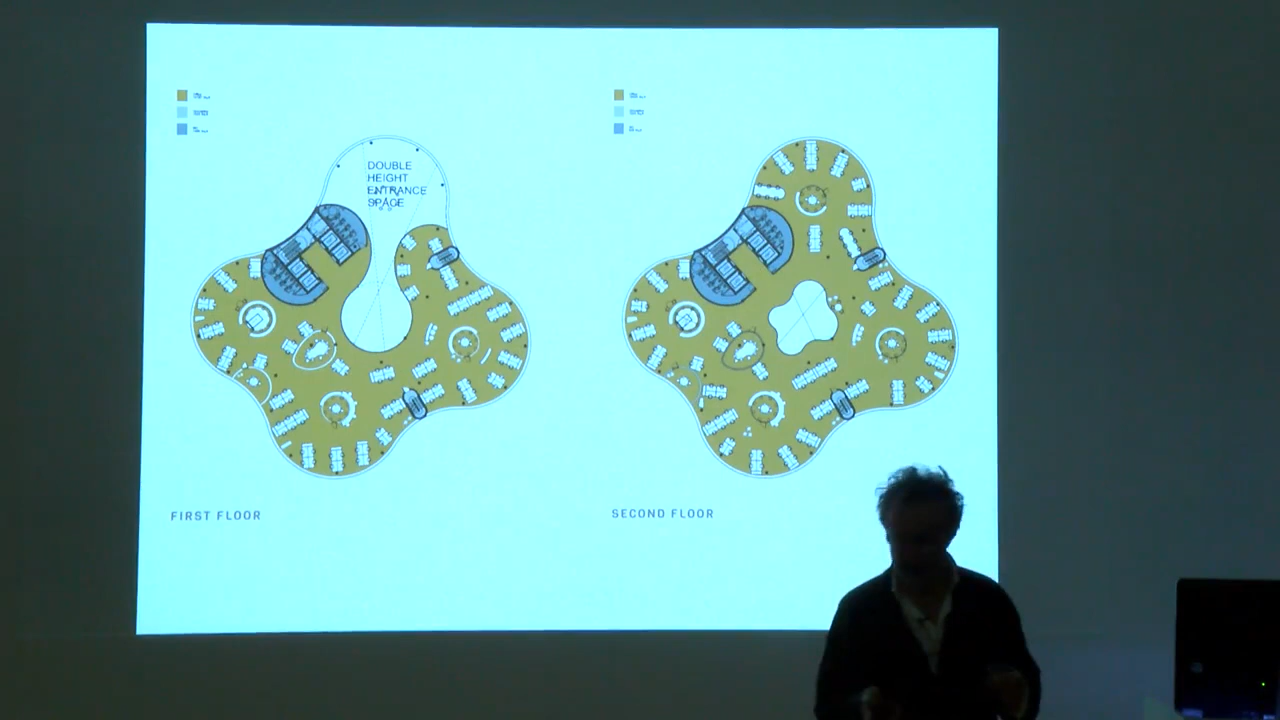 DOUBLE
HEIGHT
ENTRANCE
SPACE
FIRST FLOOR
SECOND FLOOR